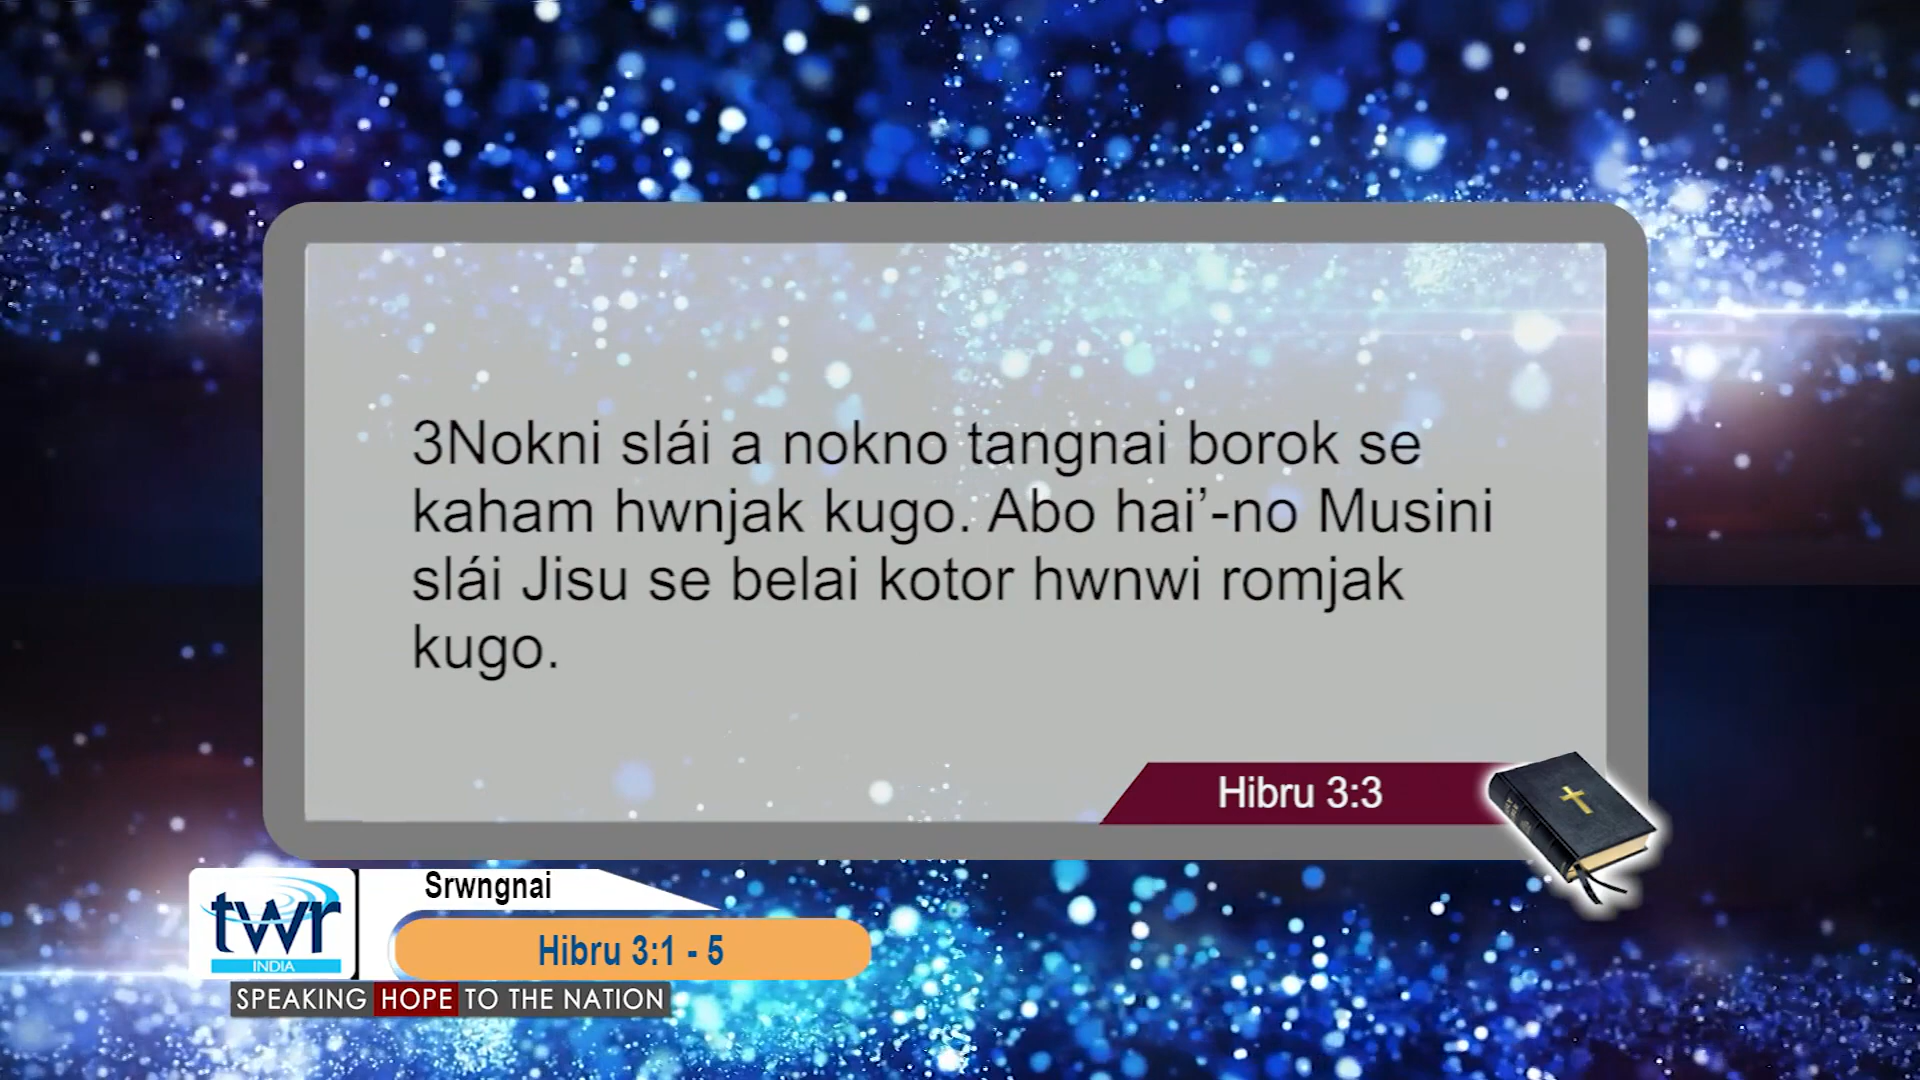 3Nokni slái a nokno tangnai borok se
kaham hwnjak kugo. Abo hai’-no Musini
slái Jisu se belai kotor hwnwi romjak
kugo.
Hibru 3:3
Srwngnai
twr
INDIA
Hibru 3:1 - 5
SPEAKING HOPE TO THE NATION